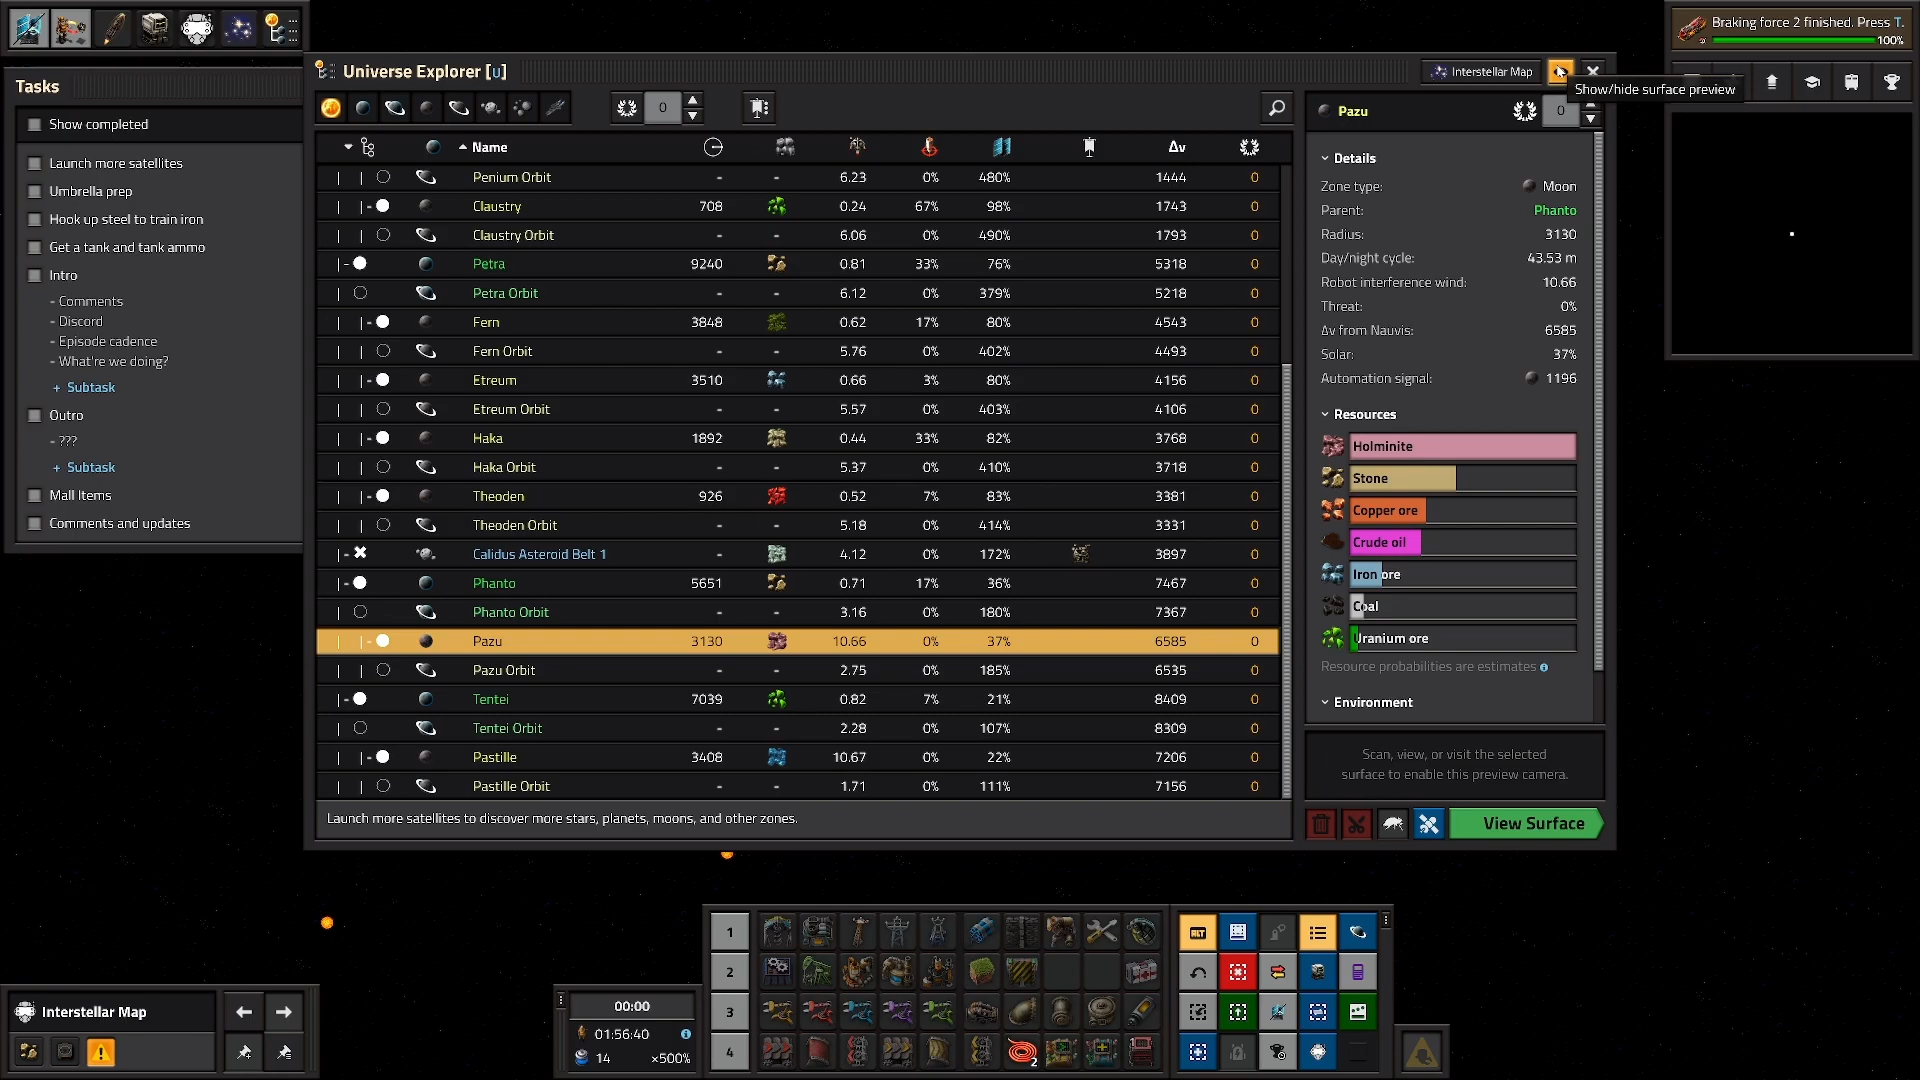 Braking force 2 finished. Press T.
100%
Tasks
Show completed
Launch more satellites
Umbrella prep
Hook up steel to train iron
Get a tank and tank ammo
Intro
- Comments
- Discord
- Episode cadence
- What're we doing?
+ Subtask
Outro
- ???
+ Subtask
Mall Items
Comments and updates
Universe Explorer [u]
Interstellar Map
Show/hide surface preview
0
Name Δv
Penium Orbit - - 6.23 0% 480% 1444 0
Claustry 708 0.24 67% 98% 1743 0
Claustry Orbit - - 6.06 0% 490% 1793 0
Petra 9240 0.81 33% 76% 5318 0
Petra Orbit - - 6.12 0% 379% 5218 0
Fern 3848 0.62 17% 80% 4543 0
Fern Orbit - - 5.76 0% 402% 4493 0
Etreum 3510 0.66 3% 80% 4156 0
Etreum Orbit - - 5.57 0% 403% 4106 0
Haka 1892 0.44 33% 82% 3768 0
Haka Orbit - - 5.37 0% 410% 3718 0
Theoden 926 0.52 7% 83% 3381 0
Theoden Orbit - - 5.18 0% 414% 3331 0
Calidus Asteroid Belt 1 - 4.12 0% 172% 3897 0
Phanto 5651 0.71 17% 36% 7467 0
Phanto Orbit - - 3.16 0% 180% 7367 0
Pazu 3130 10.66 0% 37% 6585 0
Pazu Orbit - - 2.75 0% 185% 6535 0
Tentei 7039 0.82 7% 21% 8409 0
Tentei Orbit - - 2.28 0% 107% 8309 0
Pastille 3408 10.67 0% 22% 7206 0
Pastille Orbit - - 1.71 0% 111% 7156 0
Launch more satellites to discover more stars, planets, moons, and other zones.
Pazu 0
Details
Zone type: Moon
Parent: Phanto
Radius: 3130
Day/night cycle: 43.53 m
Robot interference wind: 10.66
Threat: 0%
Δv from Nauvis: 6585
Solar: 37%
Automation signal: 1196
Resources
Holminite
Stone
Copper ore
Crude oil
Iron ore
Coal
Uranium ore
Resource probabilities are estimates
Environment
Scan, view, or visit the selected
surface to enable this preview camera.
View Surface
Interstellar Map
00:00
01:56:40
14 ×500%
1
2
3
4
2
ALT